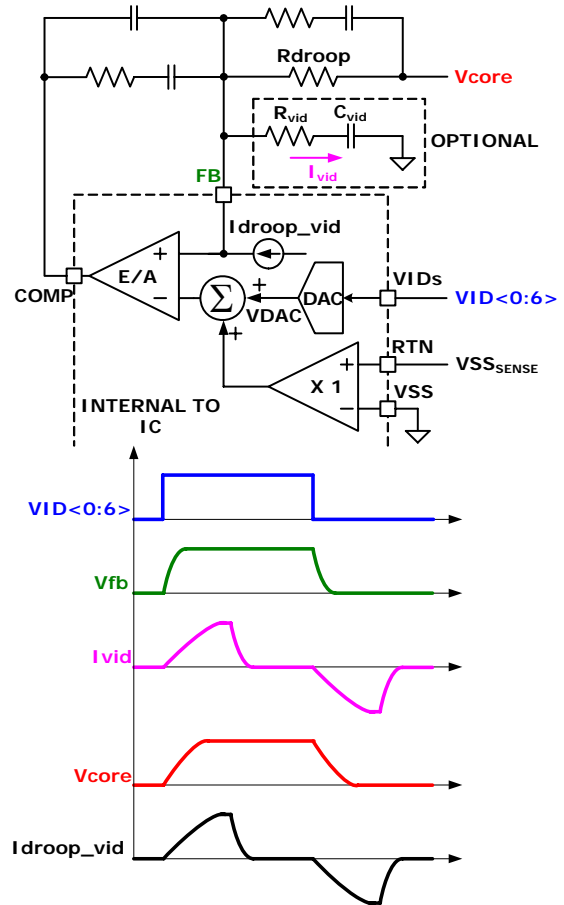 Rdroop
Vcore
Rvid
Cvid
OPTIONAL
Ivid
FB
Idroop_vid
+
E/A
−
COMP
Σ
+
+
VDAC
DAC
VIDs
VID<0:6>
RTN
+
X 1
−
VSSSENSE
VSS
INTERNAL TO
IC
VID<0:6>
Vfb
Ivid
Vcore
Idroop_vid